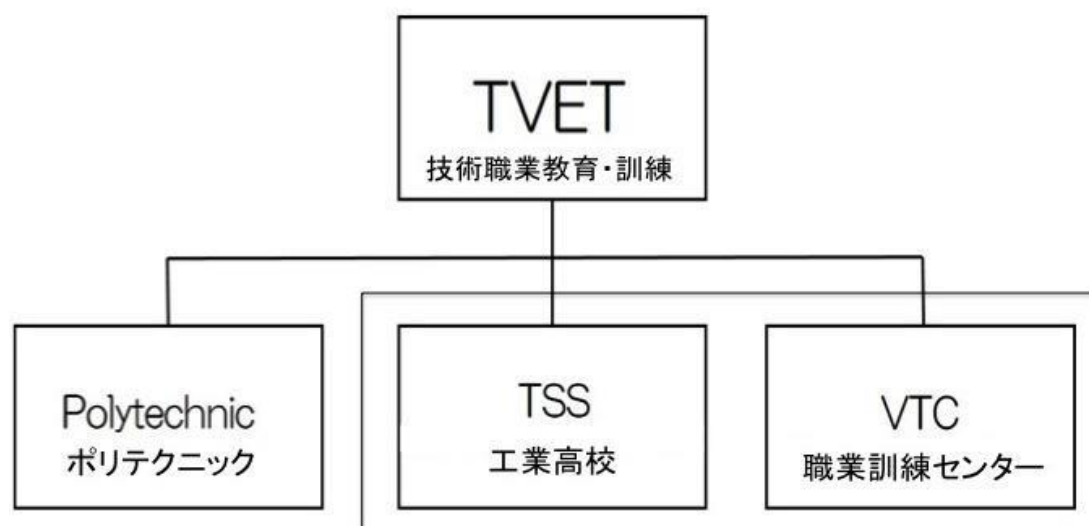 TVET
技術職業教育・訓練
Polytechnic
ポリテクニック
TSS
工業高校
VTC
職業訓練センター